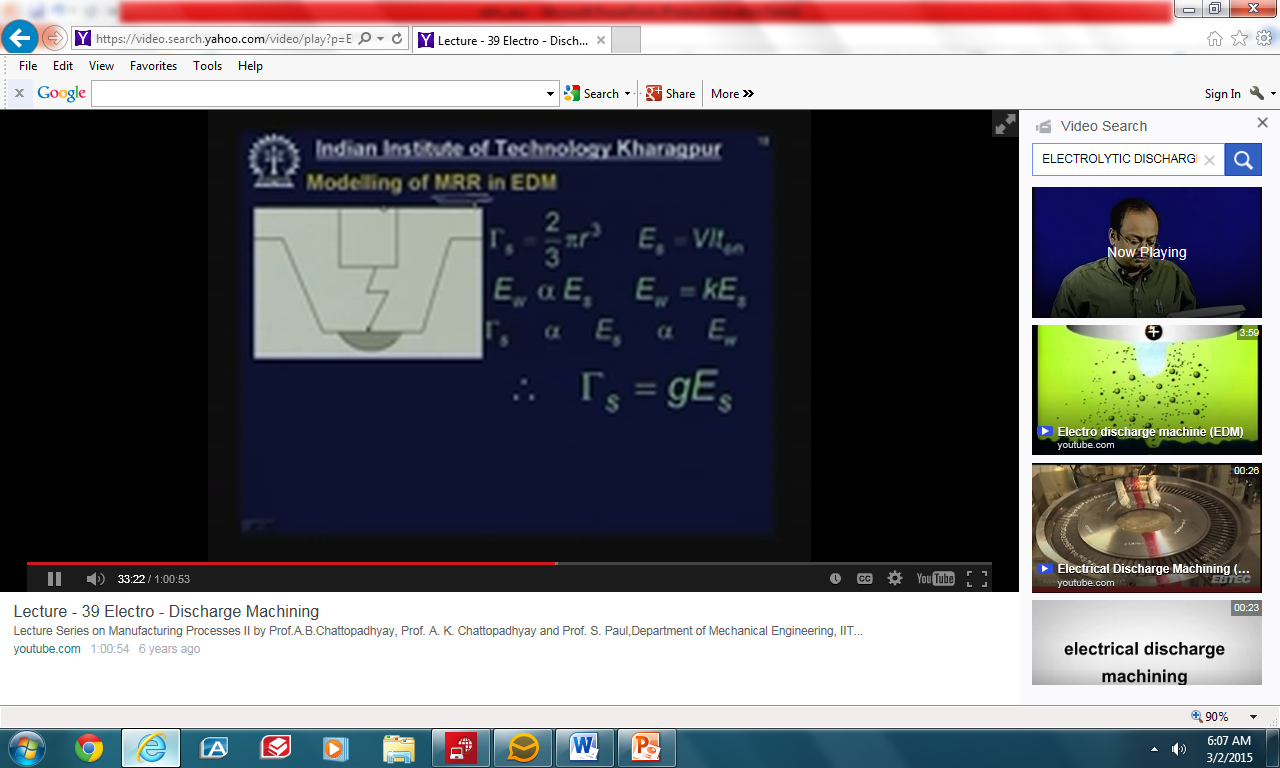 https://video.search.yahoo.com/video/play?p=E
Lecture - 39 Electro - Disch...
File Edit View Favorites Tools Help
Google
Search
Share
More
Sign In
Indian Institute of Technology Kharagpur
Modelling of MRR in EDM
Γs = 2/3 πr³ Es = VIton
Ew α Es Ew = kEs
Γs α Es α Ew
∴ Γs = gEs
33:22 / 1:00:53
CC
YouTube
Lecture - 39 Electro - Discharge Machining
Lecture Series on Manufacturing Processes II by Prof.A.B.Chattopadhyay, Prof. A. K. Chattopadhyay and Prof. S. Paul,Department of Mechanical Engineering, IIT...
youtube.com 1:00:54 6 years ago
Video Search
ELECTROLYTIC DISCHARG
Now Playing
3:59
Electro discharge machine (EDM)
youtube.com
00:26
Electrical Discharge Machining (...
youtube.com
EBTEC
00:23
electrical discharge
machining
90%
6:07 AM
3/2/2015